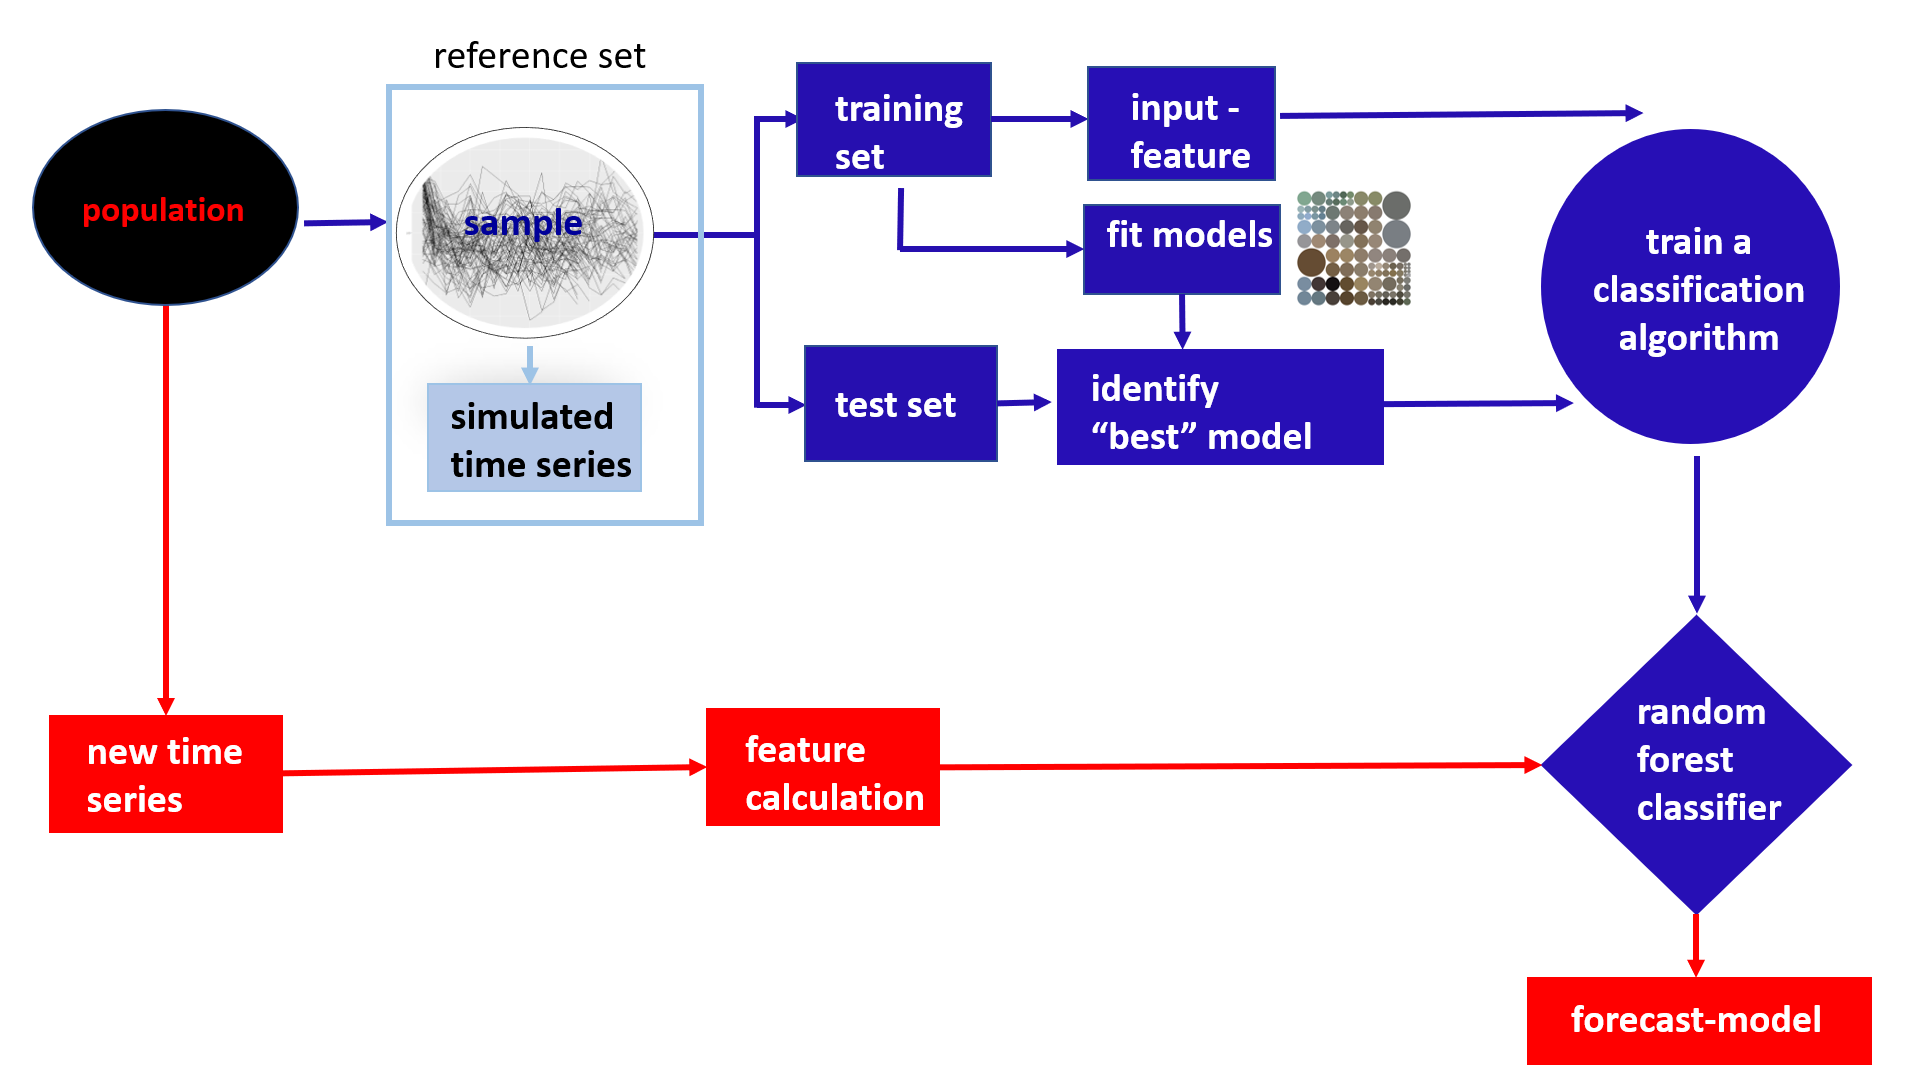 reference set
population
sample
simulated
time series
training
set
input -
feature
fit models
test set
identify
“best” model
train a
classification
algorithm
new time
series
feature
calculation
random
forest
classifier
forecast-model